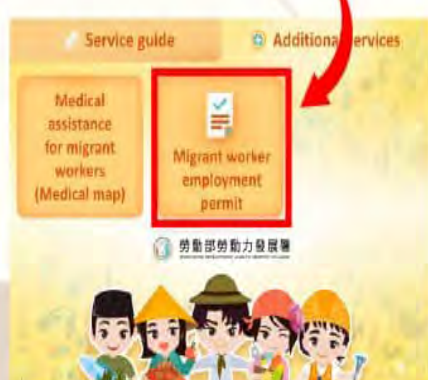 Service guide
Additional ervices
Medical
assistance
for migrant
workers
(Medical map)
Migrant worker
employment
permit
勞動部勞動力發展署